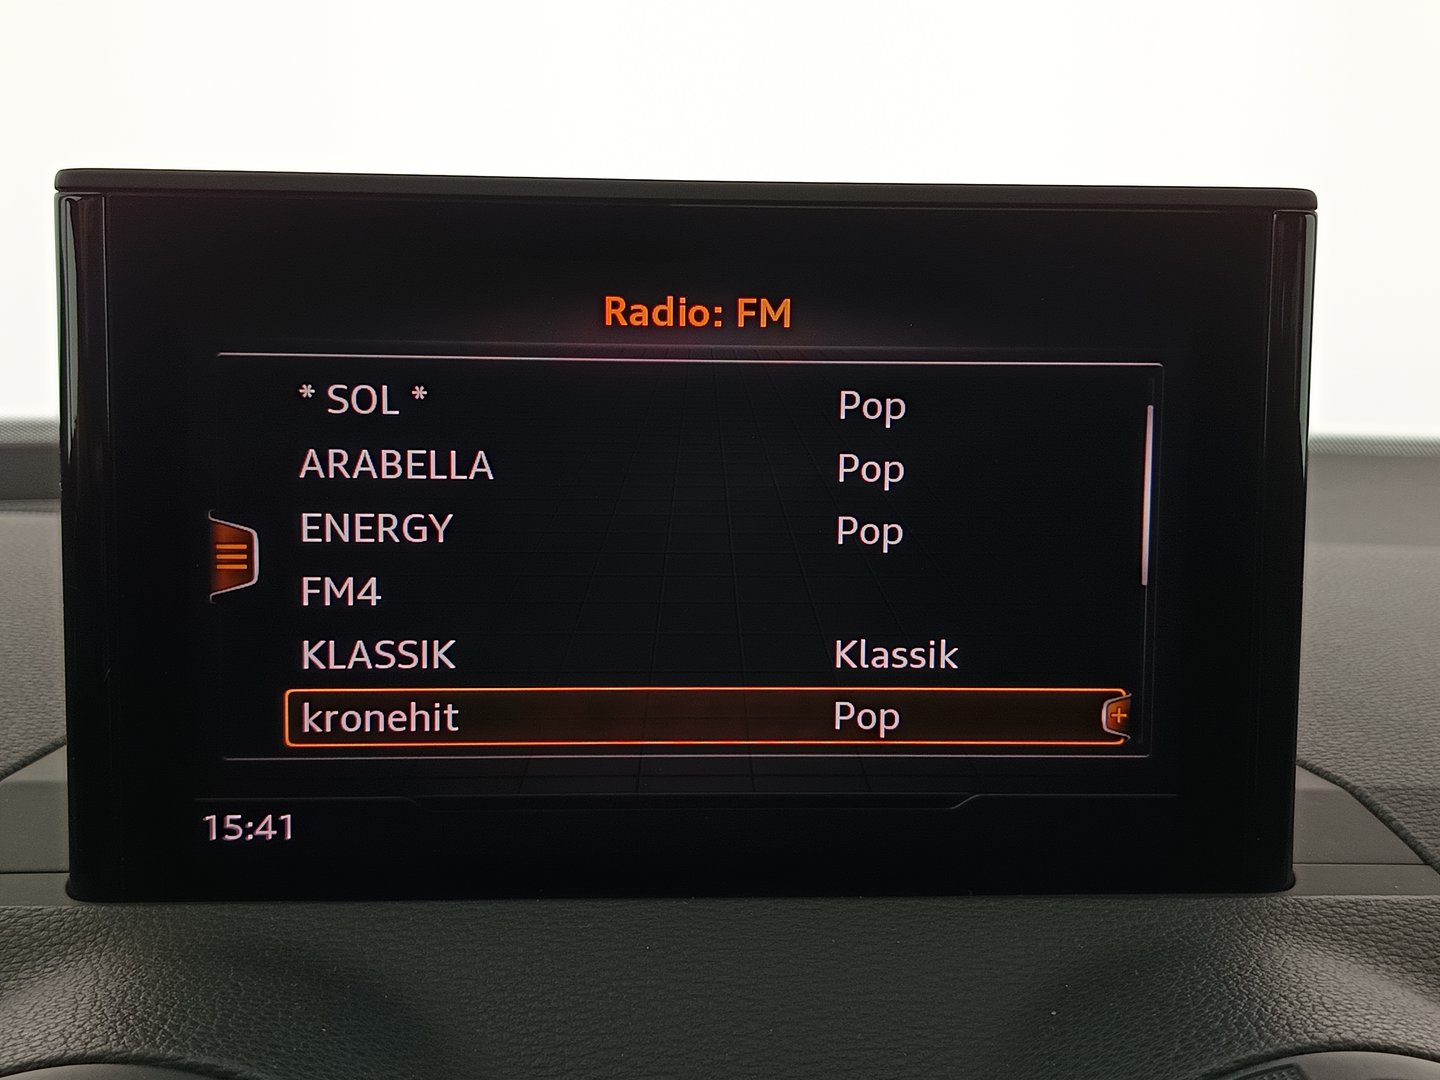 Radio: FM
* SOL * Pop
ARABELLA Pop
ENERGY Pop
FM4
KLASSIK Klassik
kronehit Pop
15:41